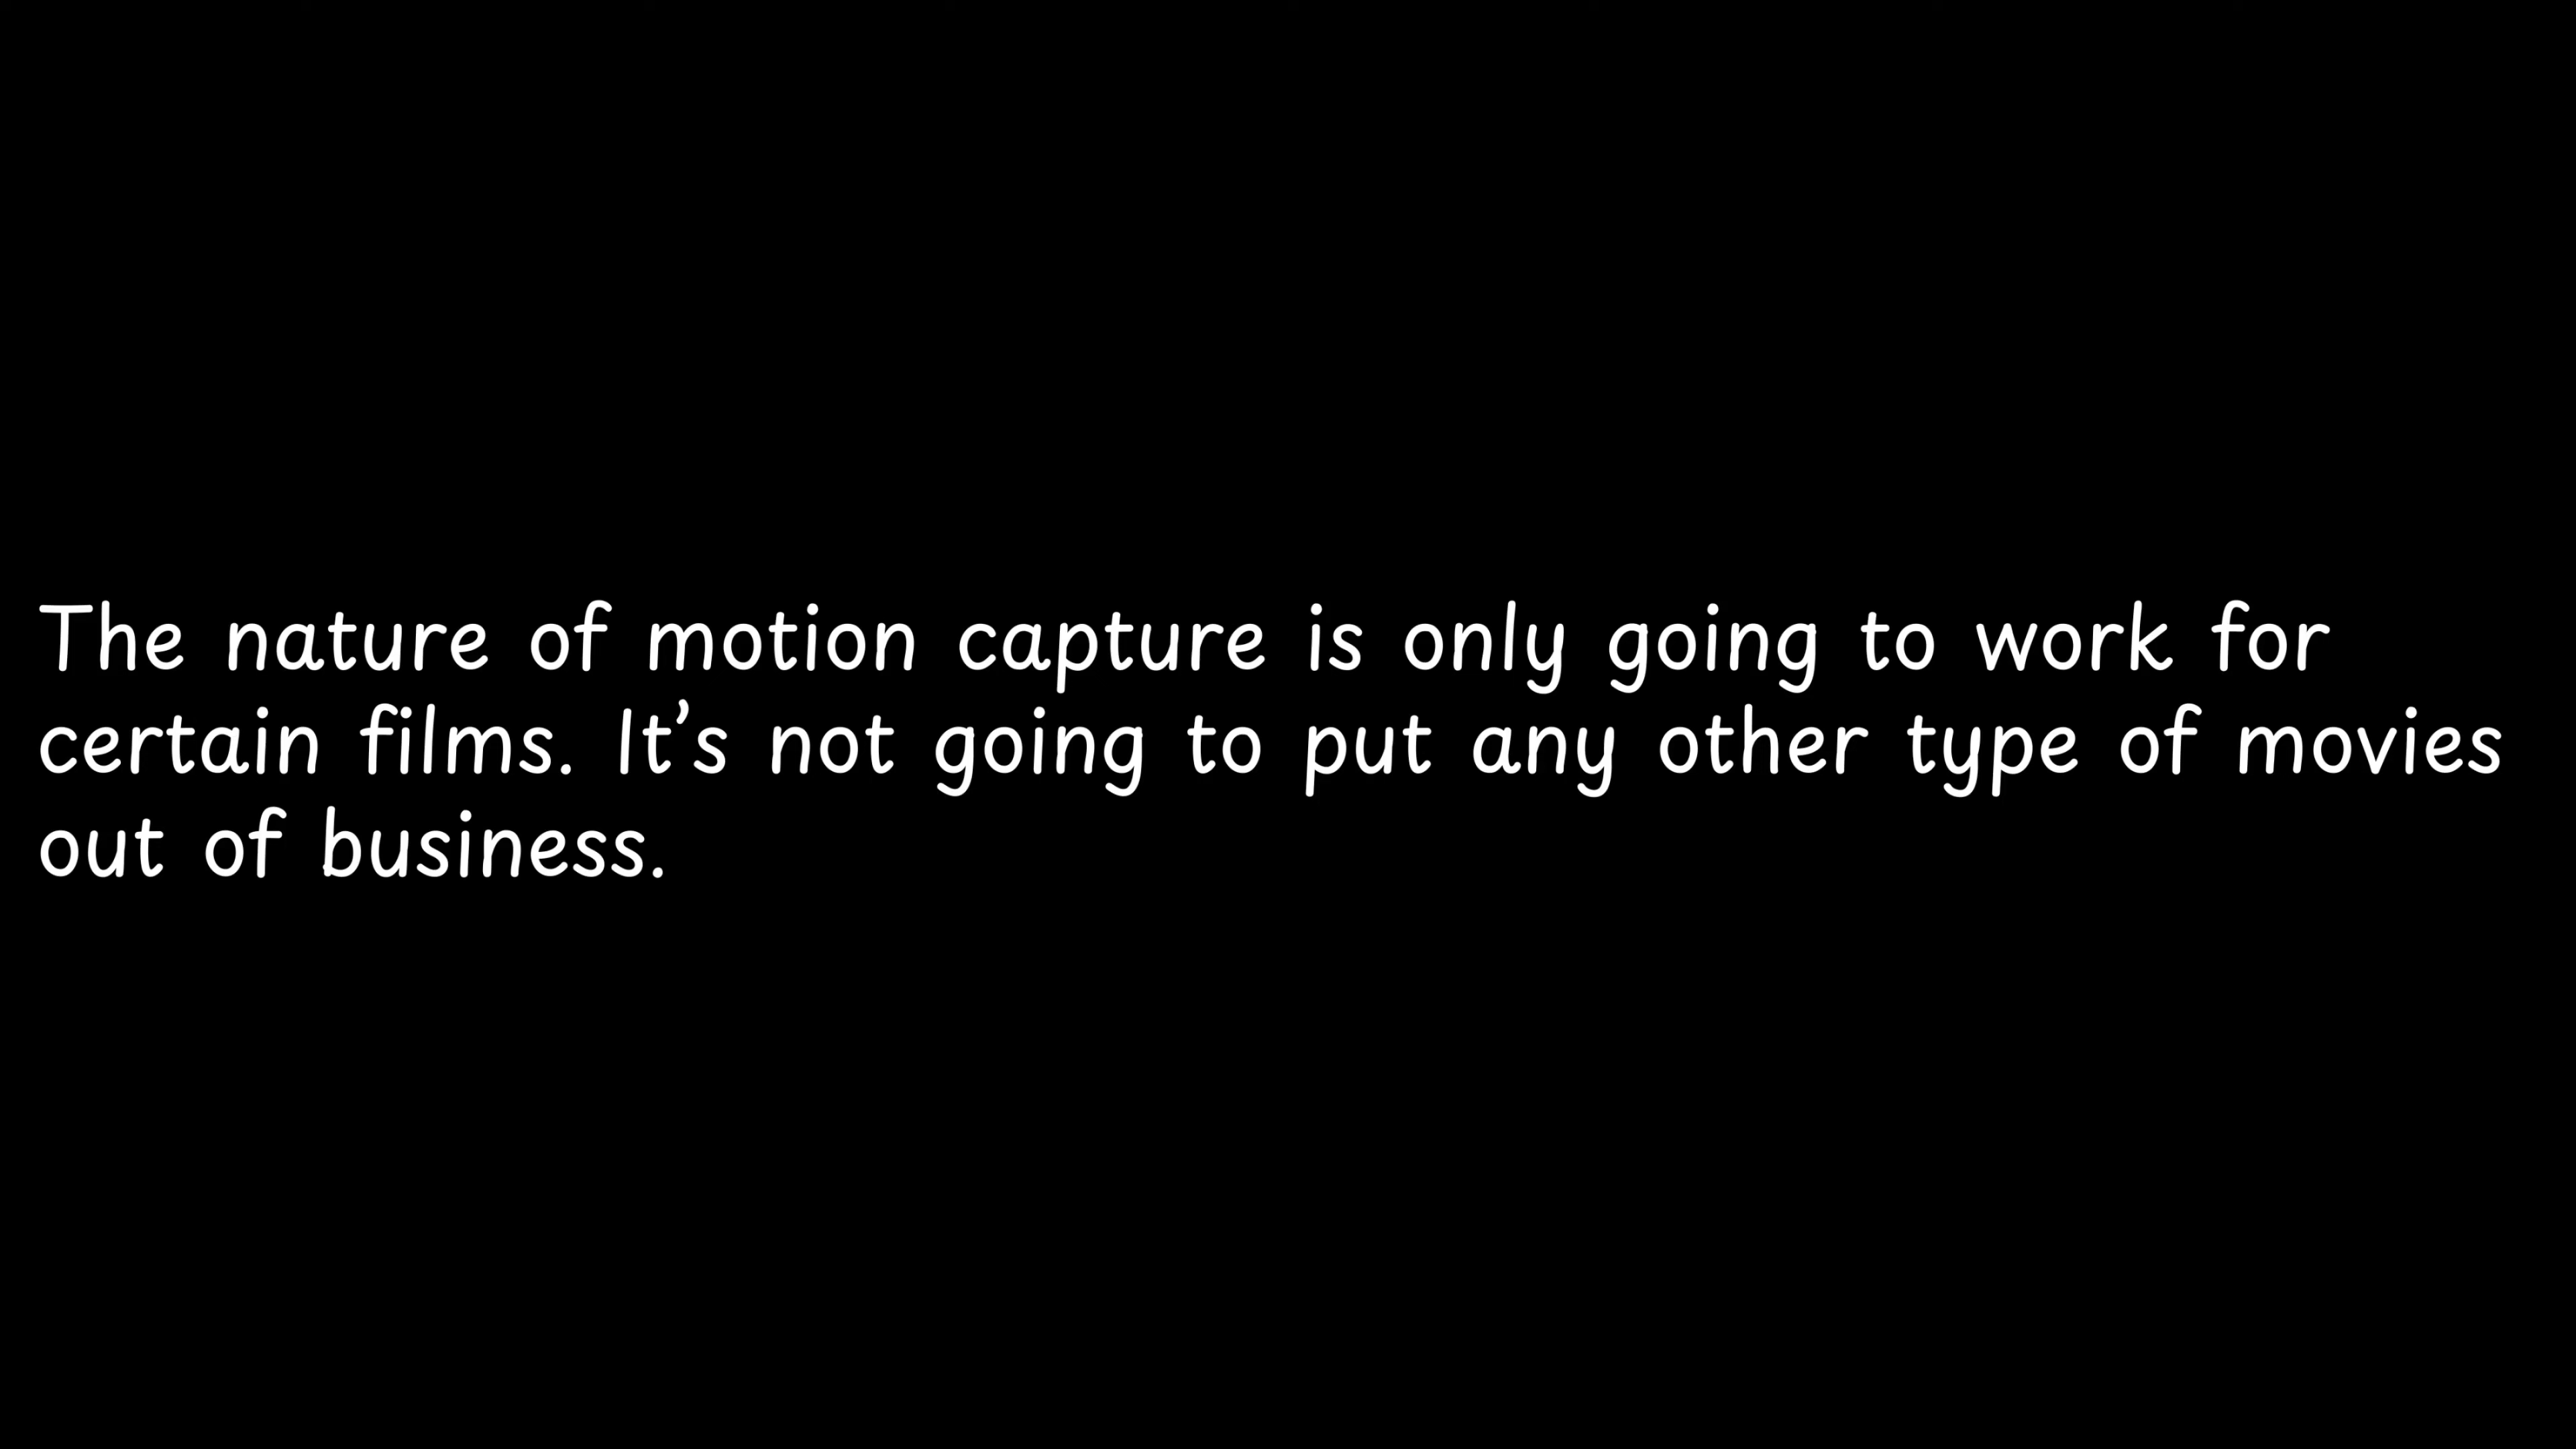 The nature of motion capture is only going to work for
certain films. It’s not going to put any other type of movies
out of business.